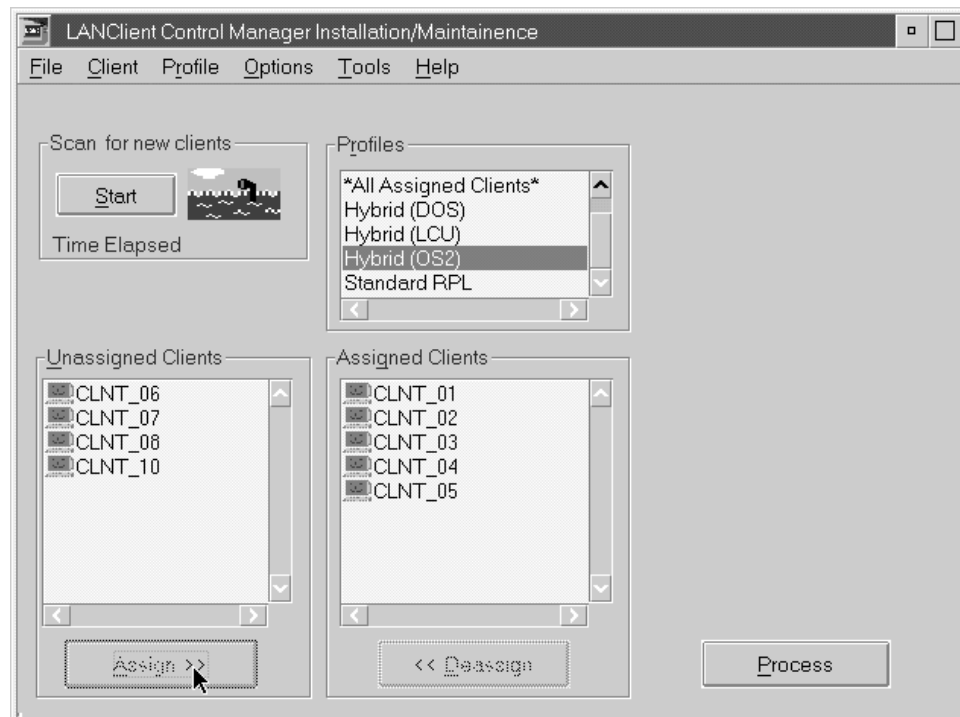 LANClient Control Manager Installation/Maintainence
File Client Profile Options Tools Help
Scan for new clients
Start
Time Elapsed
Profiles
*All Assigned Clients*
Hybrid (DOS)
Hybrid (LCU)
Hybrid (OS2)
Standard RPL
Unassigned Clients
CLNT_06
CLNT_07
CLNT_08
CLNT_10
Assign >>
Assigned Clients
CLNT_01
CLNT_02
CLNT_03
CLNT_04
CLNT_05
<< Deassign
Process